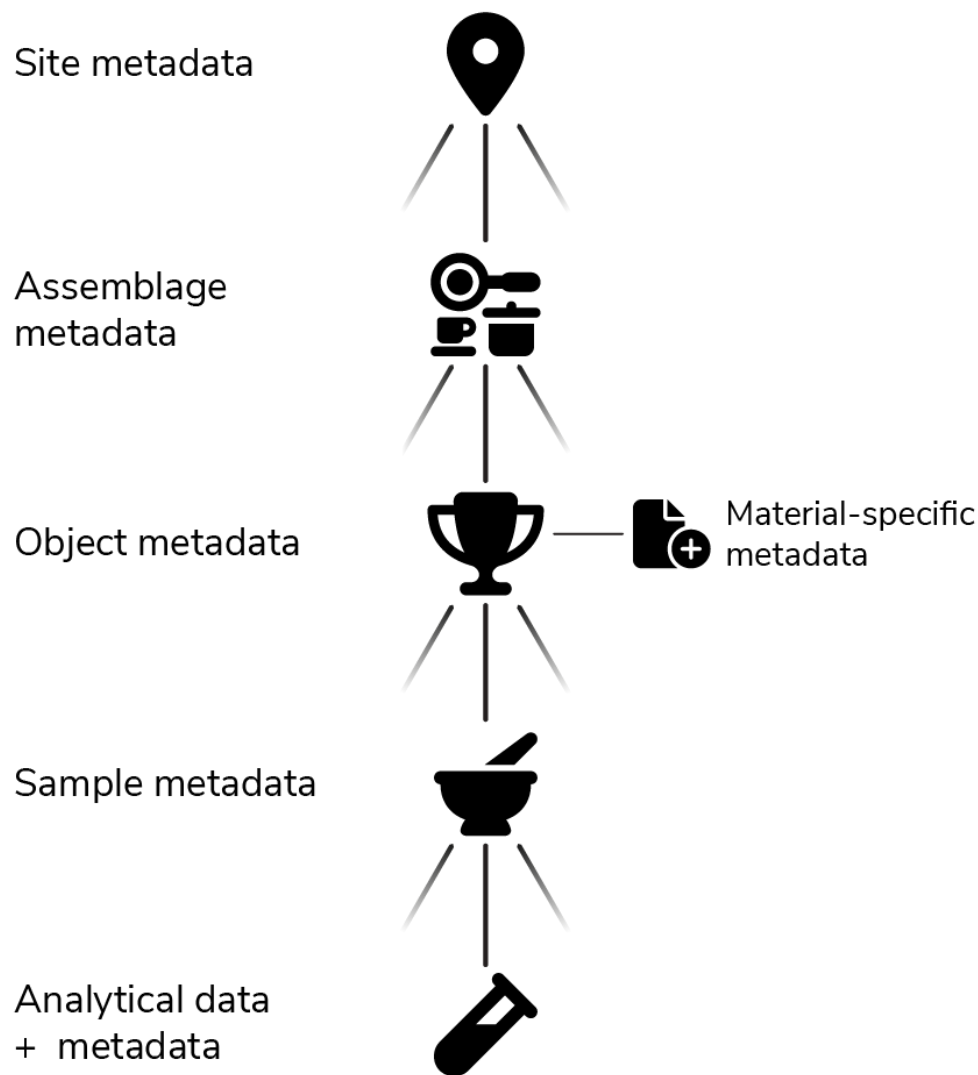 Site metadata
Assemblage
metadata
Object metadata
Material-specific
metadata
Sample metadata
Analytical data
+ metadata